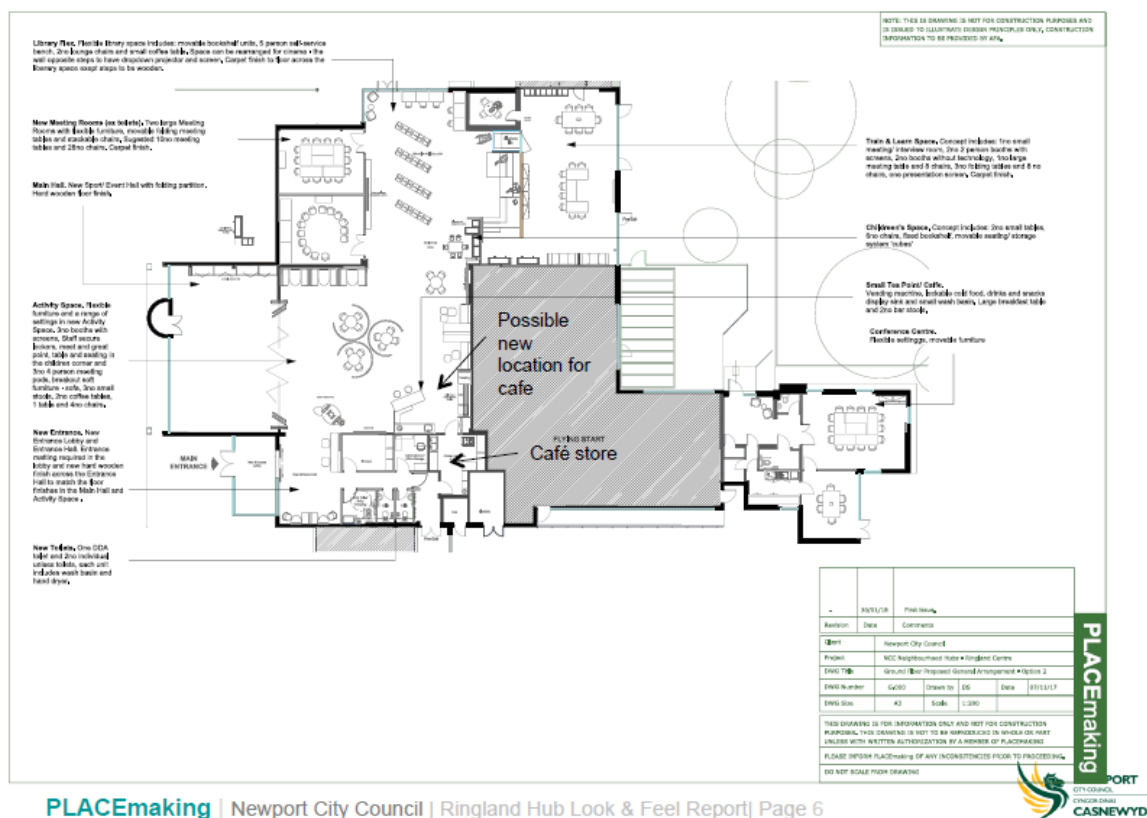 NOTE: THIS IS DRAWING IS NOT FOR CONSTRUCTION PURPOSES AND
IS ISSUED TO ILLUSTRATE DESIGN PRINCIPLES ONLY, CONSTRUCTION
INFORMATION TO BE PROVIDED BY AFA.
Library Flex. Flexible library space includes: movable bookshelf units, 5 person self-service
bench, 2no lounge chairs and small coffee table. Space can be rearranged for cinema • the
wall opposite steps to have dropdown projector and screen, Carpet finish to floor across the
library space exept steps to be wooden.
New Meeting Rooms (ex toilets), Two large Meeting
Rooms with flexible furniture, movable folding meeting
tables and stackable chairs, Sugested 10no meeting
tables and 28no chairs. Carpet finish.
Main Hall. New Sport/ Event Hall with folding partition.
Hard wooden floor finish.
Activity Space. Flexible
furniture and a range of
settings in new Activity
Space. 3no booths with
screens, Staff secure
lockers, meet and great
point, table and seating in
the children corner and
3no 4 person meeting
pods, breakout soft
furniture - sofa, 3no small
stools, 2no coffee tables,
1 table and 4no chairs.
New Entrance. New
Entrance Lobby and
Entrance Hall. Entrance
matting required in the
lobby and new hard wooden
finish across the Entrance
Hall to match the floor
finishes in the Main Hall and
Activity Space .
New Toilets. One DDA
toilet and 2no individual
unisex toilets, each unit
includes wash basin and
hand dryer.
Train & Learn Space, Concept includes: 1no small
meeting/ interview room, 2no 2 person booths with
screens, 2no booths without technology, 1no large
meeting table and 8 chairs, 3no folding tables and 8 no
chairs, one presentation screen, Carpet finish.
Children's Space, Concept includes: 2no small tables,
6no chairs, fixed bookshelf, movable seating/ storage
system 'cubes'
Small Tea Point/ Caffe.
Vending machine, lockable cold food, drinks and snacks
display sink and small wash basin, Large breakfast table
and 2no bar stools,
Conference Centre.
Flexible settinggs, movable furniture
Possible
new
location for
cafe
FLYING START
Café store
MAIN
ENTRANCE
- 30/01/18 First Issue.
Revision Date Comments
Client Newport City Council
Project NCC Neighbourhood Hubs • Ringland Centre
DWG Title Ground Floor Proposed General Arrangement • Option 2
DWG Number G.000 Drawn by DS Date 07/11/17
DWG Size A3 Scale 1:200
THIS DRAWING IS FOR INFORMATION ONLY AND NOT FOR CONSTRUCTION
PURPOSES. THIS DRAWING IS NOT TO BE REPRODUCED IN WHOLE OR PART
UNLESS WITH WRITTEN AUTHORIZATION BY A MEMBER OF PLACEMAKING
PLEASE INFORM PLACEmaking OF ANY INCONSITENCIES PRIOR TO PROCEEDING.
DO NOT SCALE FROM DRAWING
PLACEmaking
PORT
CITY COUNCIL
CYNGOR DINAS
CASNEWYD
PLACEmaking | Newport City Council | Ringland Hub Look & Feel Report| Page 6